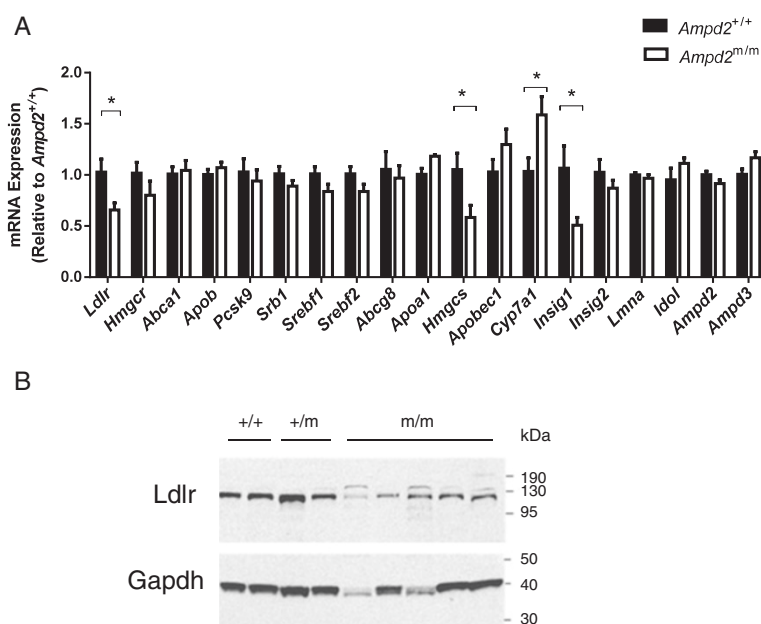 A
Ampd2+/+
Ampd2m/m
mRNA Expression
(Relative to Ampd2+/+)
2.0
1.5
1.0
0.5
0.0
* * * *
Ldlr Hmgcr Abca1 Apob Pcsk9 Srb1 Srebf1 Srebf2 Abcg8 Apoa1 Hmgcs Apobec1 Cyp7a1 Insig1 Insig2 Lmna Idol Ampd2 Ampd3
B
+/+ +/m m/m kDa
Ldlr
190
130
95
Gapdh
50
40
30